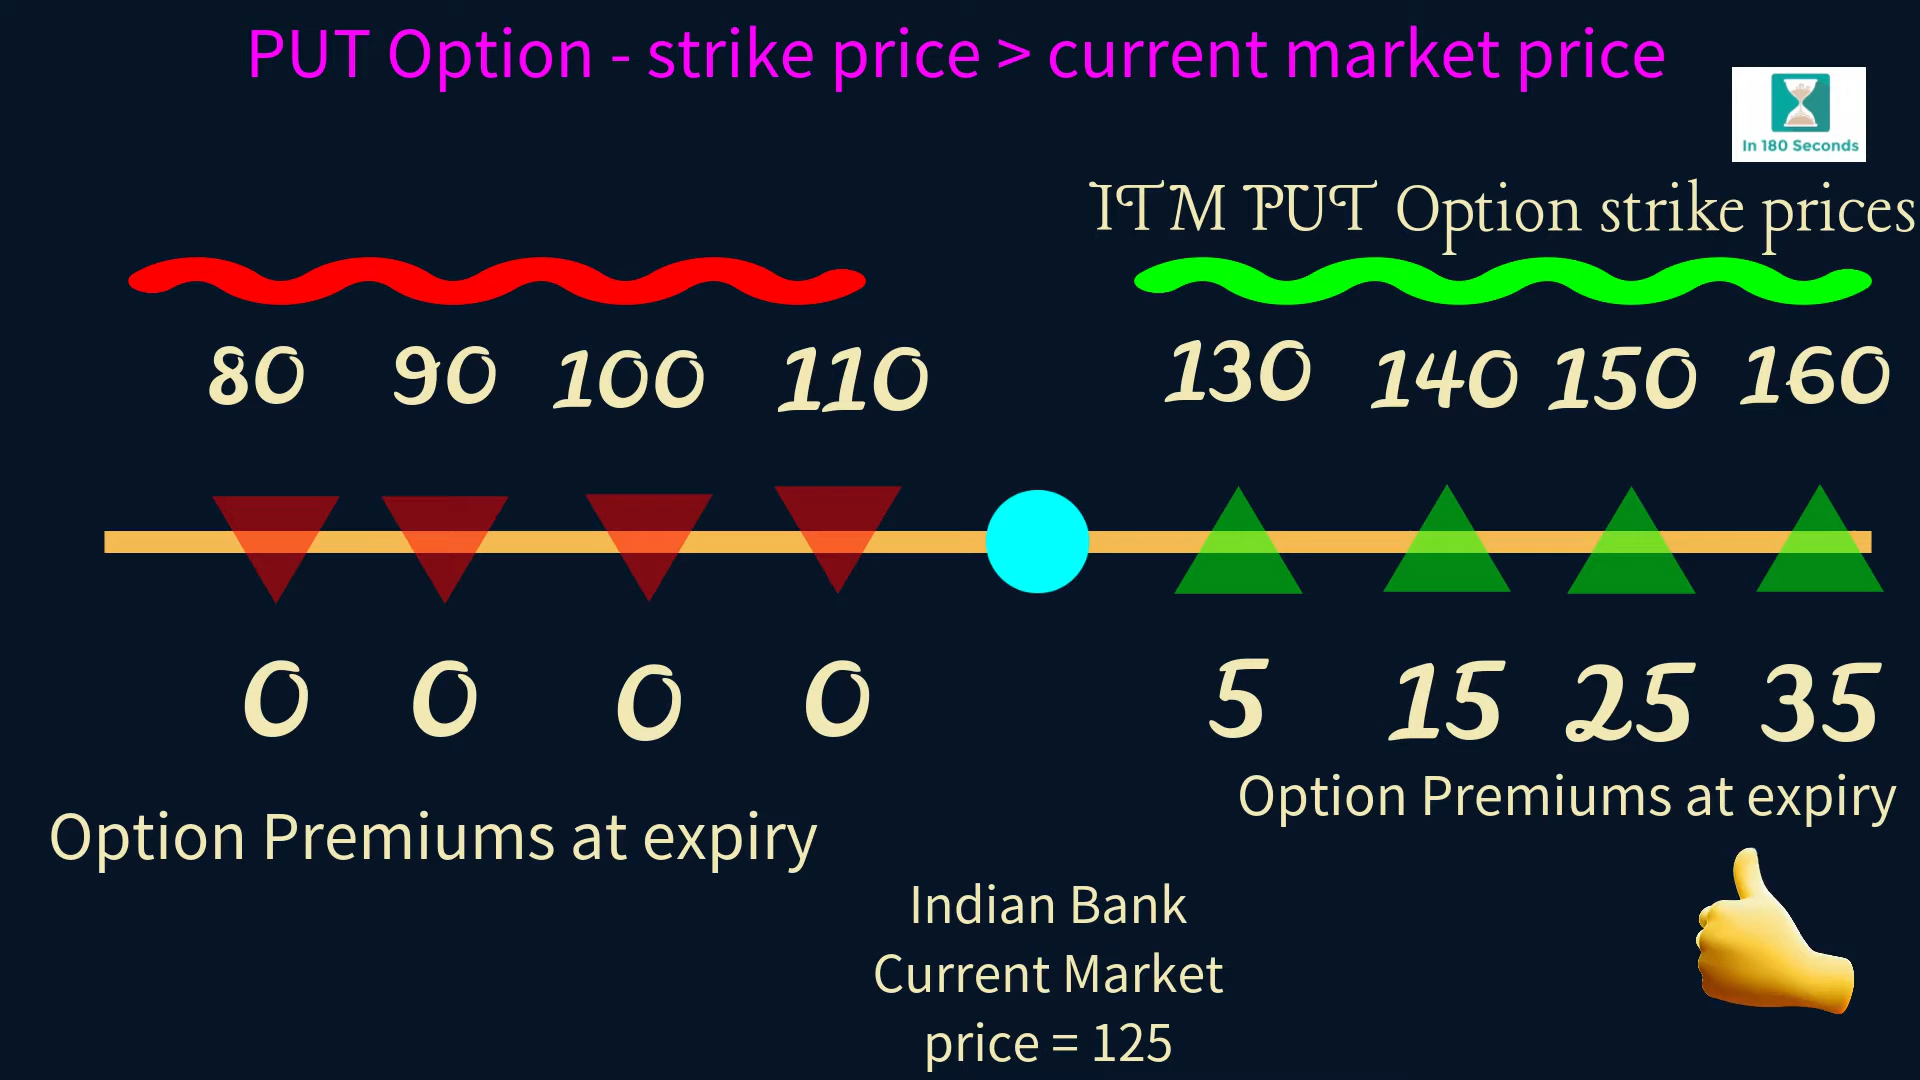 PUT Option - strike price > current market price
In 180 Seconds
ITM PUT Option strike prices
80 90 100 110 130 140 150 160
0 0 0 0 5 15 25 35
Option Premiums at expiry
Option Premiums at expiry
Indian Bank
Current Market
price = 125